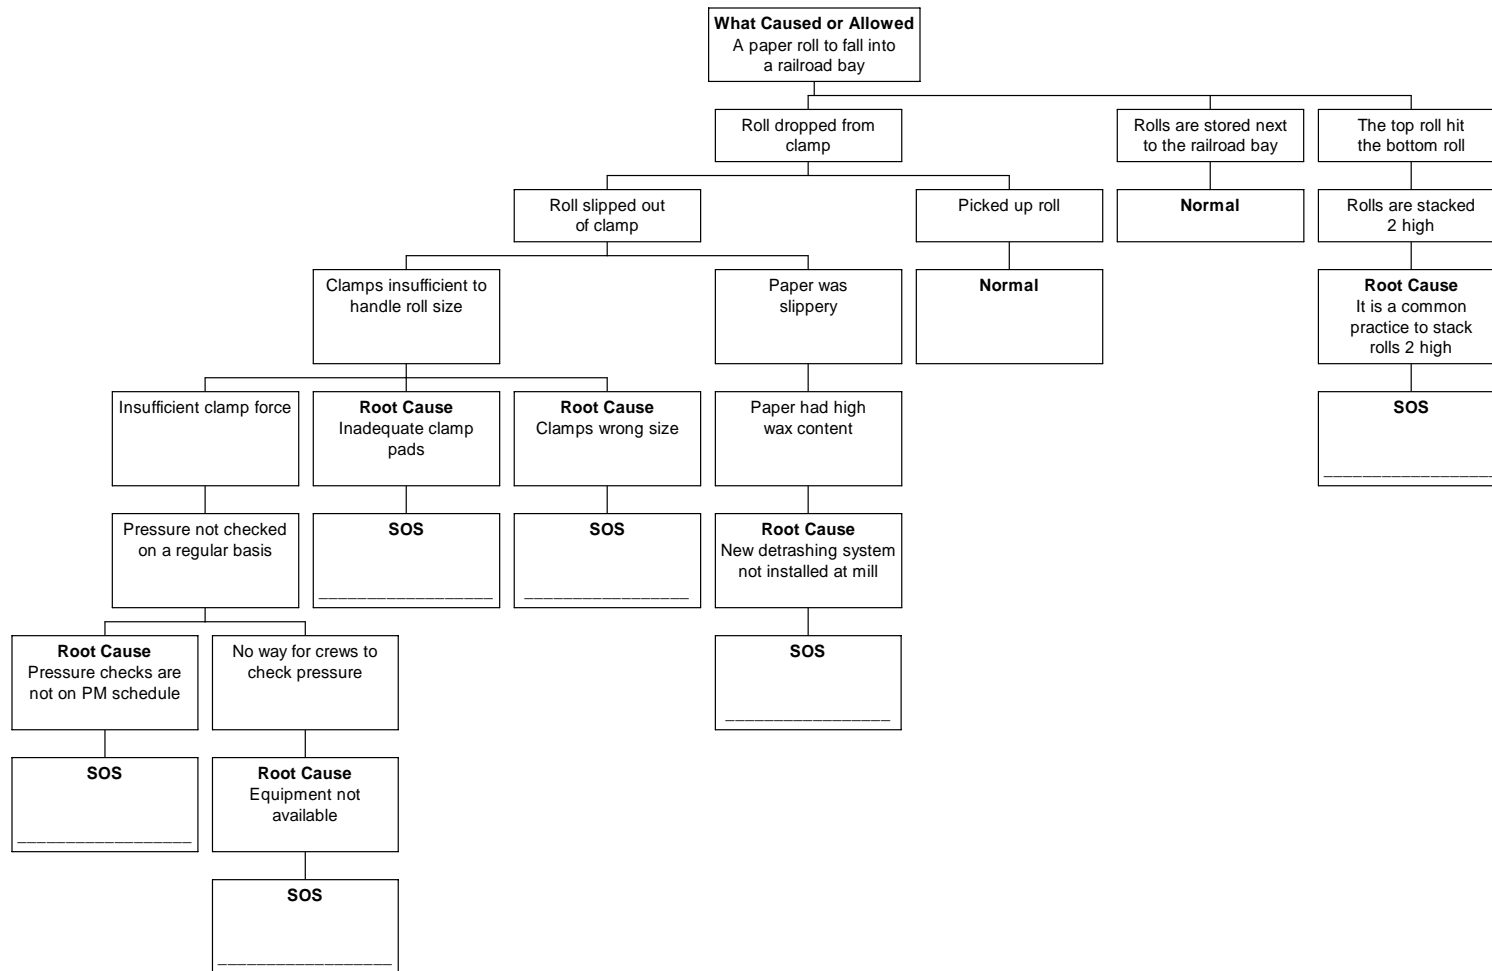 What Caused or Allowed
A paper roll to fall into
a railroad bay
Roll dropped from
clamp
Rolls are stored next
to the railroad bay
The top roll hit
the bottom roll
Roll slipped out
of clamp
Picked up roll
Normal
Rolls are stacked
2 high
Clamps insufficient to
handle roll size
Paper was
slippery
Normal
Root Cause
It is a common
practice to stack
rolls 2 high
Insufficient clamp force
Root Cause
Inadequate clamp
pads
Root Cause
Clamps wrong size
Paper had high
wax content
SOS
__________________
Pressure not checked
on a regular basis
SOS
__________________
SOS
_________________
Root Cause
New detrashing system
not installed at mill
Root Cause
Pressure checks are
not on PM schedule
No way for crews to
check pressure
SOS
_________________
SOS
__________________
Root Cause
Equipment not
available
SOS
__________________